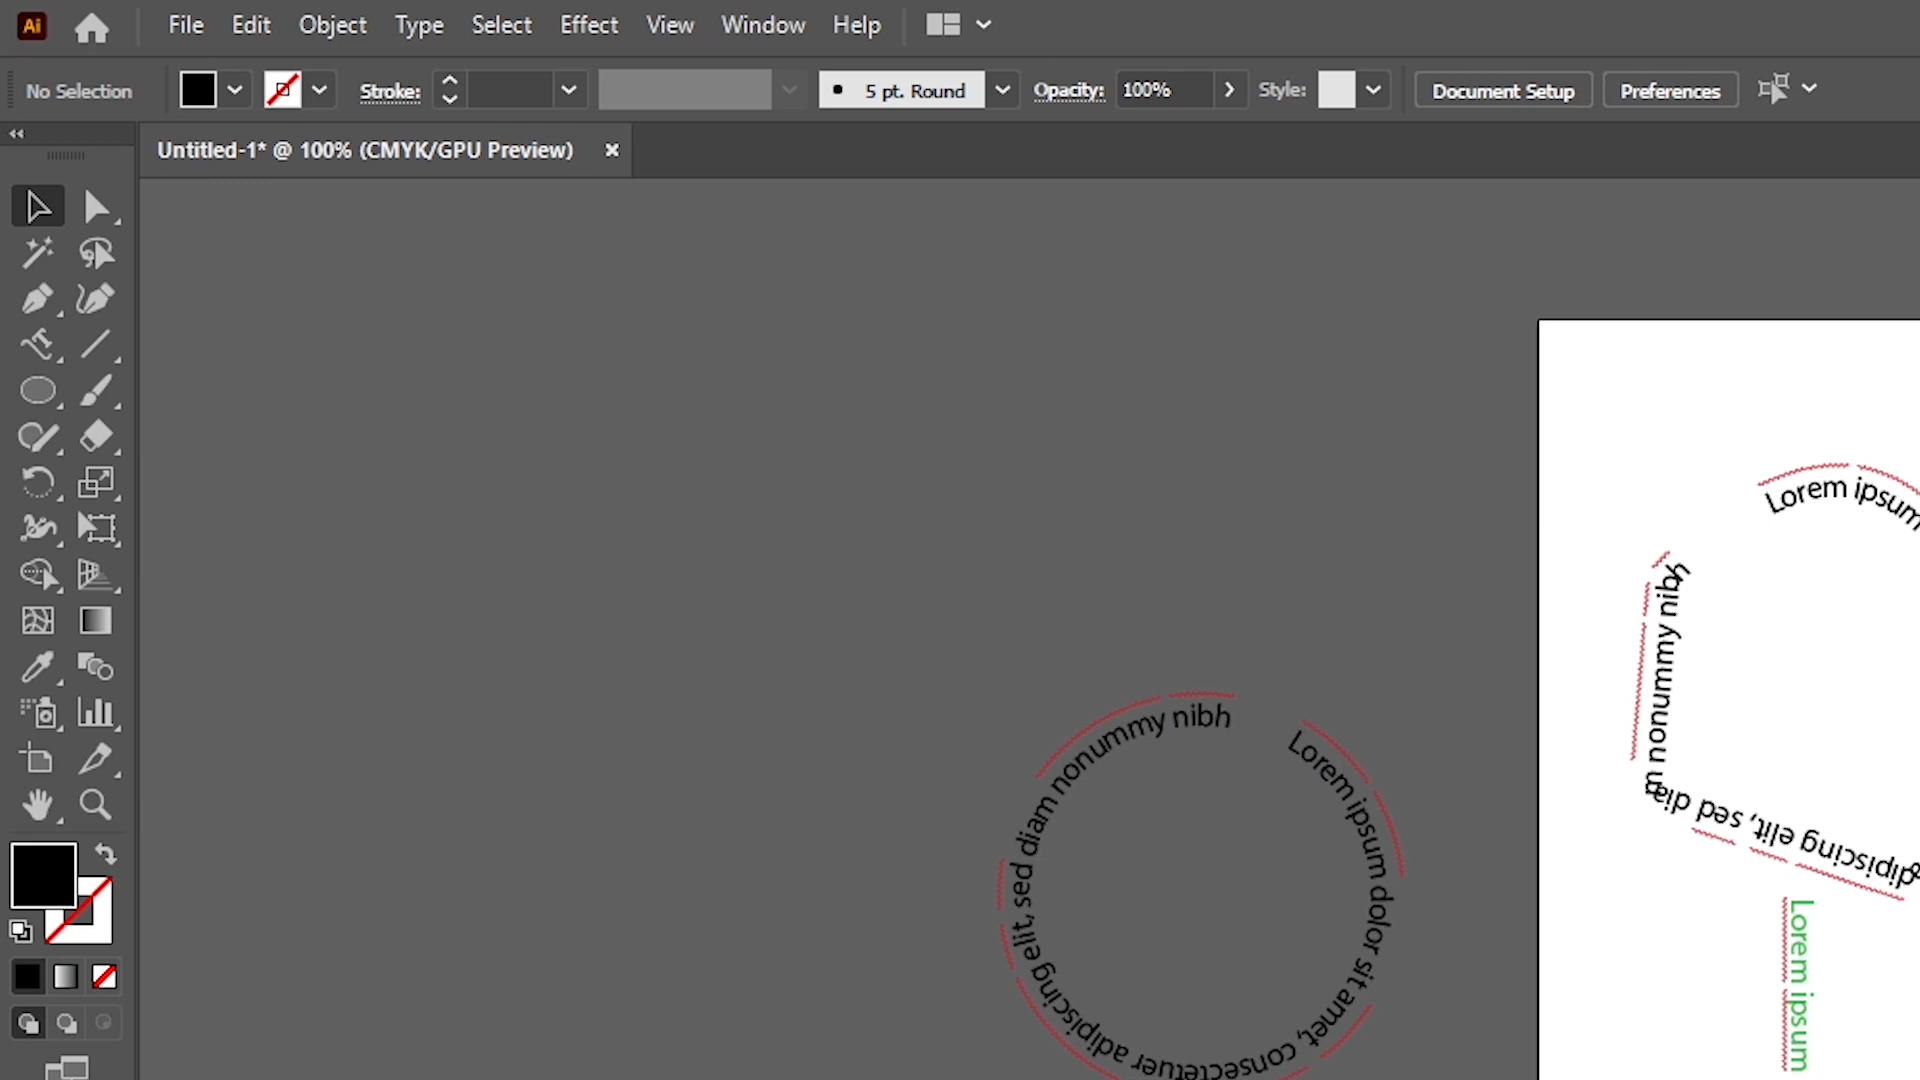 Ai File Edit Object Type Select Effect View Window Help
No Selection Stroke: 5 pt. Round Opacity: 100% Style: Document Setup Preferences
Untitled-1* @ 100% (CMYK/GPU Preview)
Lorem ipsum
dipiscing elit, sed diam nonummy nibh
Lorem ipsum dolor sit amet, consectetuer adipiscing elit, sed diam nonummy nibh
Lorem ipsum